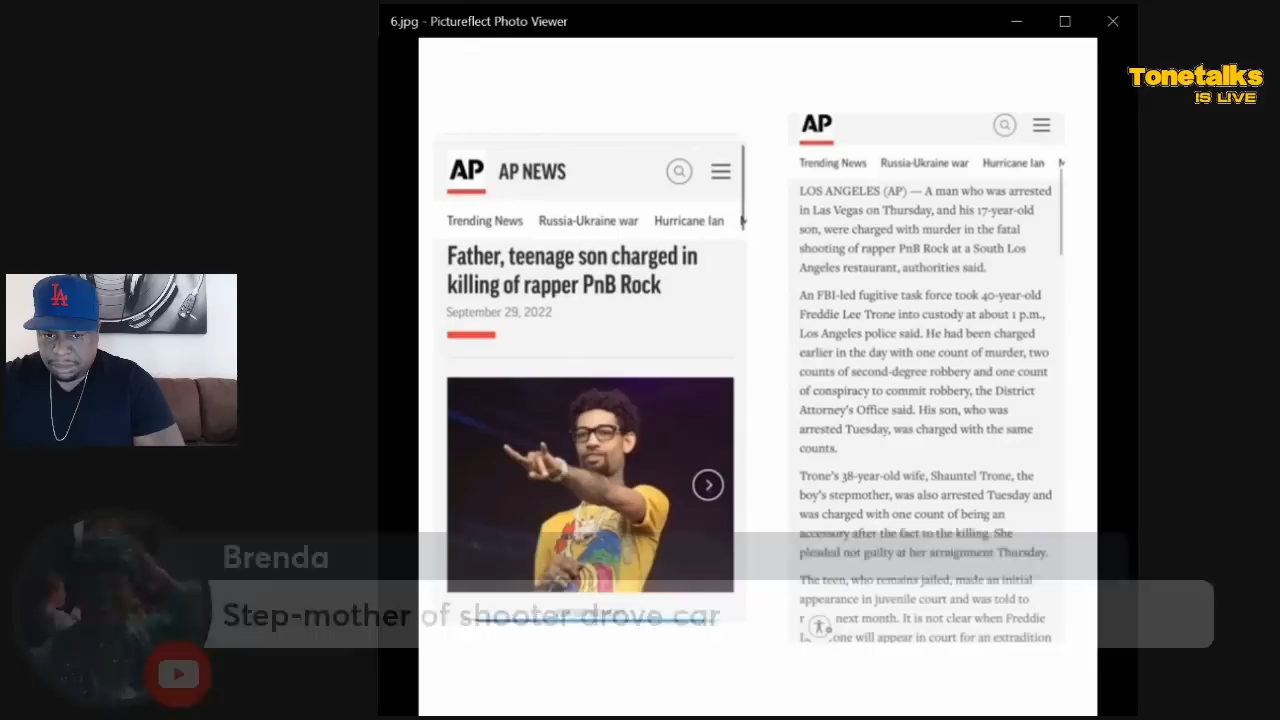 6.jpg - Pictureflect Photo Viewer
Tonetalks
IS LIVE
AP AP NEWS
Trending News Russia-Ukraine war Hurricane Ian
Father, teenage son charged in
killing of rapper PnB Rock
September 29, 2022
AP
Trending News Russia-Ukraine war Hurricane Ian
LOS ANGELES (AP) — A man who was arrested
in Las Vegas on Thursday, and his 17-year-old
son, were charged with murder in the fatal
shooting of rapper PnB Rock at a South Los
Angeles restaurant, authorities said.
An FBI-led fugitive task force took 40-year-old
Freddie Lee Trone into custody at about 1 p.m.,
Los Angeles police said. He had been charged
earlier in the day with one count of murder, two
counts of second-degree robbery and one count
of conspiracy to commit robbery, the District
Attorney's Office said. His son, who was
arrested Tuesday, was charged with the same
counts.
Trone's 38-year-old wife, Shauntel Trone, the
boy's stepmother, was also arrested Tuesday and
was charged with one count of being an
accessory after the fact to the killing. She
pleaded not guilty at her arraignment Thursday.
The teen, who remains jailed, made an initial
appearance in juvenile court and was told to
next month. It is not clear when Freddie
one will appear in court for an extradition
LA
Brenda
Step-mother of shooter drove car